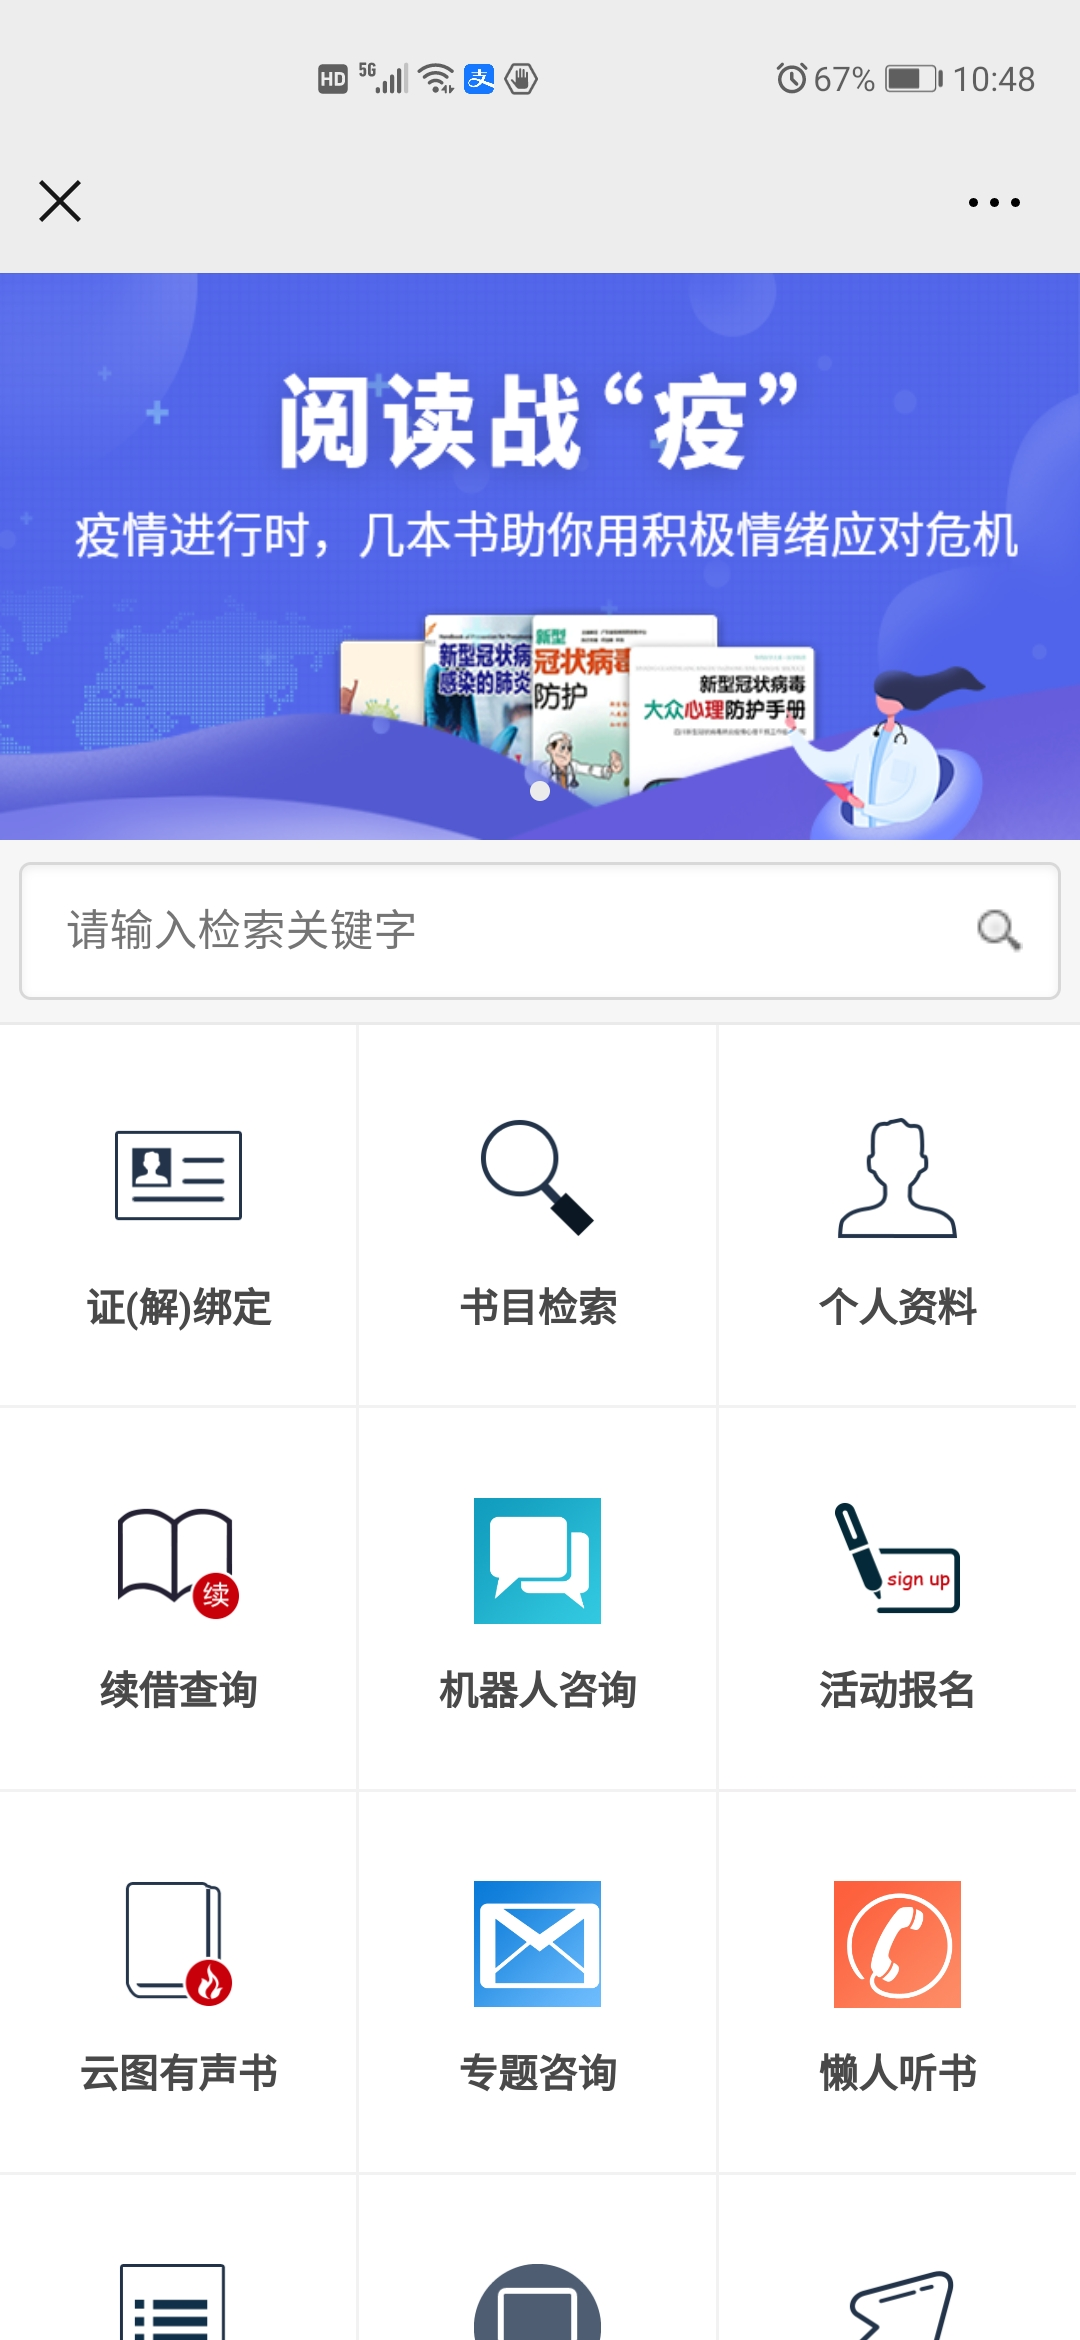 HD 5G 支 67% 10:48
阅读战“疫”
疫情进行时，几本书助你用积极情绪应对危机
新型冠状病
感染的肺炎
新型
冠状病毒
防护
新型冠状病毒
大众心理防护手册
请输入检索关键字
证(解)绑定
书目检索
个人资料
续
sign up
续借查询
机器人咨询
活动报名
云图有声书
专题咨询
懒人听书